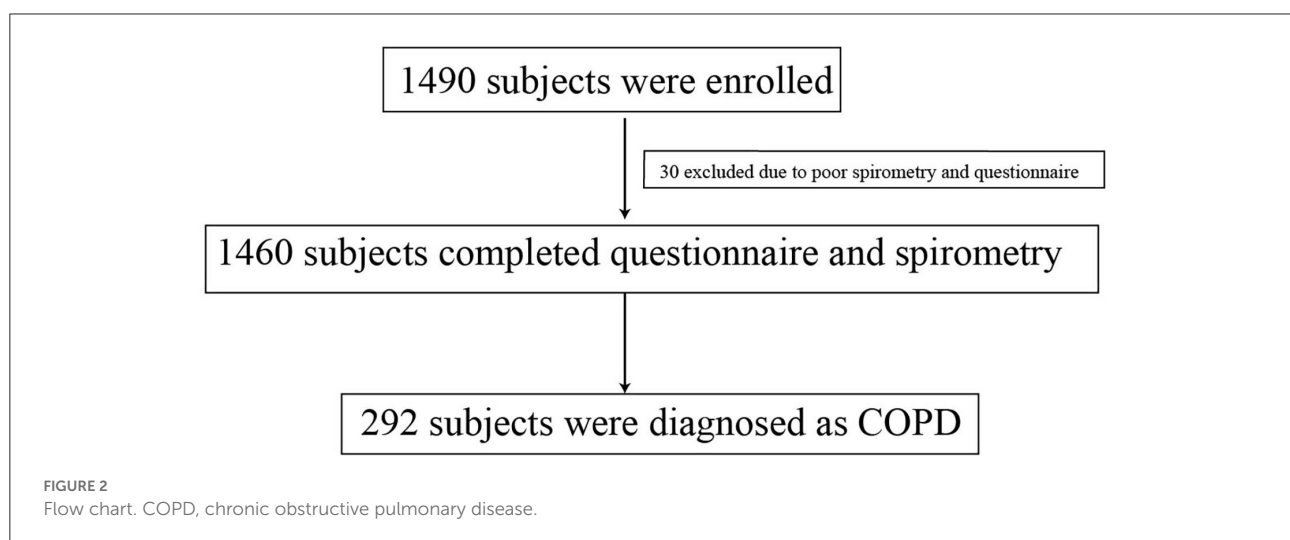 1490 subjects were enrolled
30 excluded due to poor spirometry and questionnaire
1460 subjects completed questionnaire and spirometry
292 subjects were diagnosed as COPD
FIGURE 2
Flow chart. COPD, chronic obstructive pulmonary disease.